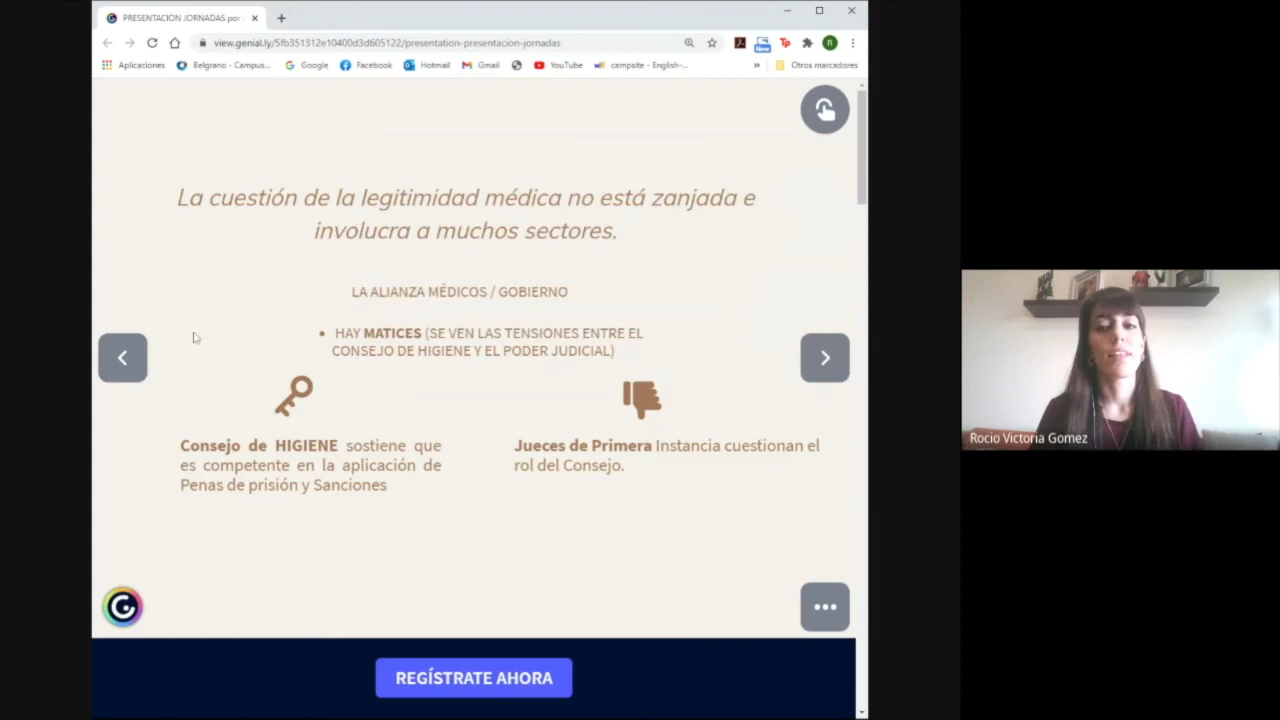 PRESENTACION JORNADAS por
view.genial.ly/5fb351312e10400d3d605122/presentation-presentacion-jornadas
New
Tp
R
Aplicaciones
Belgrano - Campus...
Google
Facebook
Hotmail
Gmail
YouTube
campsite - English-...
»
Otros marcadores
La cuestión de la legitimidad médica no está zanjada e
involucra a muchos sectores.
LA ALIANZA MÉDICOS / GOBIERNO
• HAY MATICES (SE VEN LAS TENSIONES ENTRE EL
CONSEJO DE HIGIENE Y EL PODER JUDICIAL)
Consejo de HIGIENE sostiene que
es competente en la aplicación de
Penas de prisión y Sanciones
Jueces de Primera Instancia cuestionan el
rol del Consejo.
REGÍSTRATE AHORA
Rocio Victoria Gomez